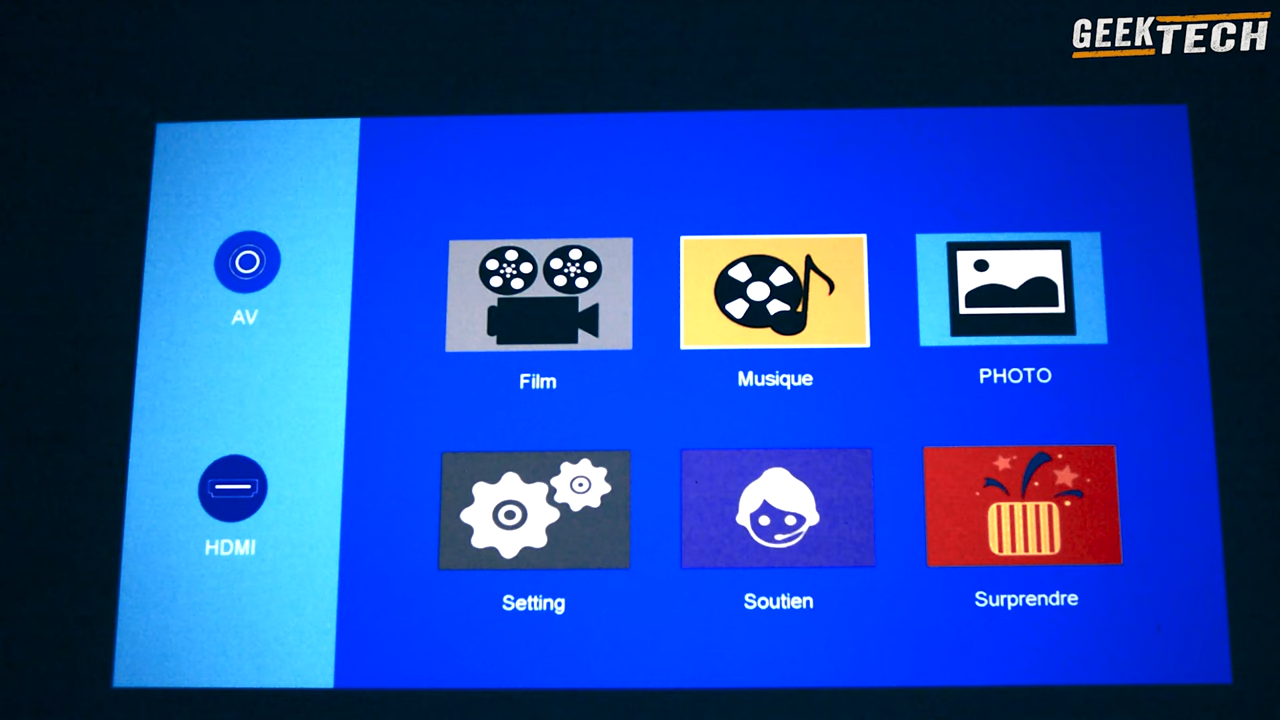 GEEKTECH
AV
Film
Musique
PHOTO
HDMI
Setting
Soutien
Surprendre